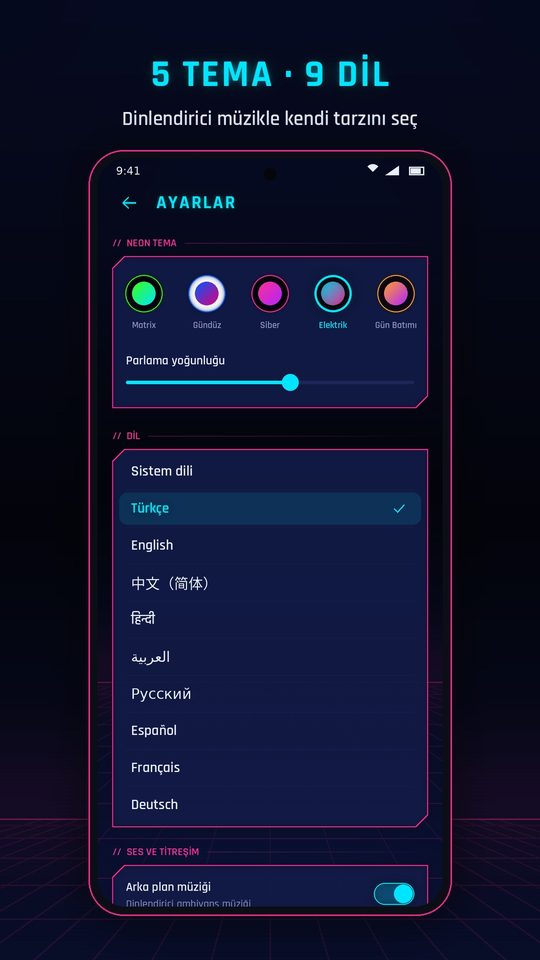 5 TEMA · 9 DİL
Dinlendirici müzikle kendi tarzını seç
9:41
AYARLAR
// NEON TEMA
Matrix Gündüz Siber Elektrik Gün Batımı
Parlama yoğunluğu
// DİL
Sistem dili
Türkçe
English
中文（简体）
हिन्दी
العربية
Русский
Español
Français
Deutsch
// SES VE TİTREŞİM
Arka plan müziği
Dinlendirici ambiyans müziği